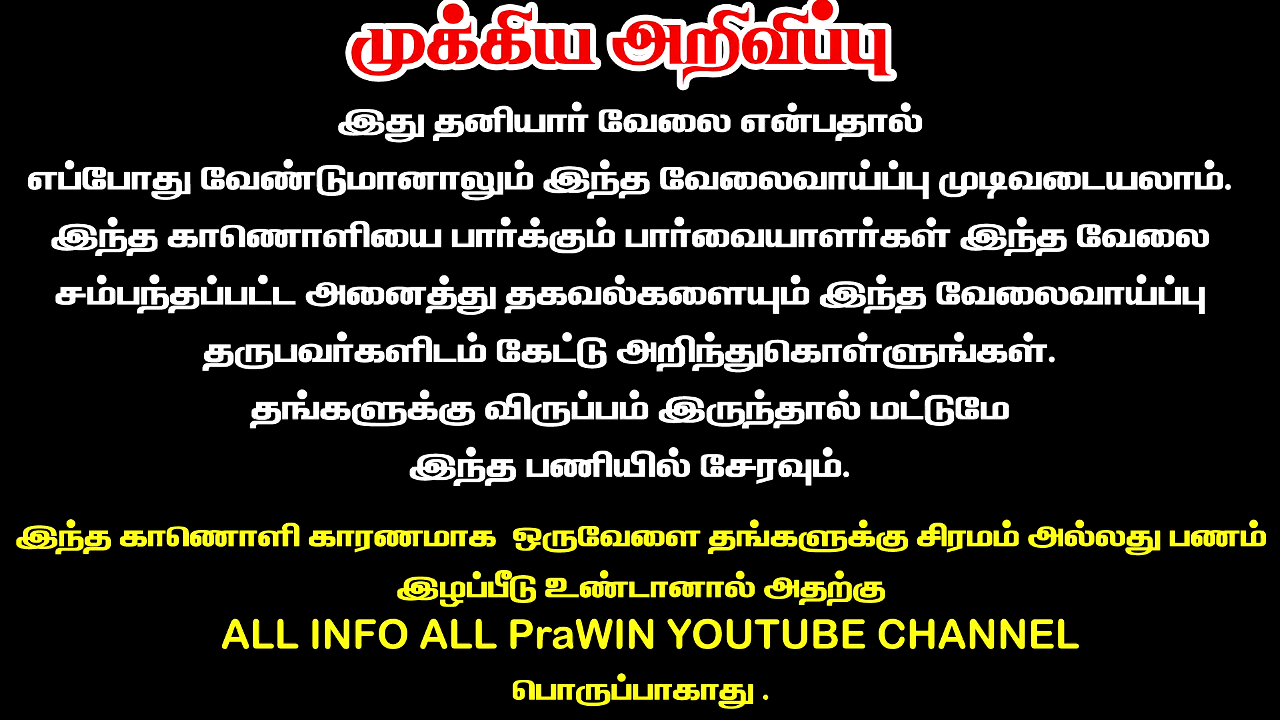 முக்கிய அறிவிப்பு
இது தனியார் வேலை என்பதால்
எப்போது வேண்டுமானாலும் இந்த வேலைவாய்ப்பு முடிவடையலாம்.
இந்த காணொளியை பார்க்கும் பார்வையாளர்கள் இந்த வேலை
சம்பந்தப்பட்ட அனைத்து தகவல்களையும் இந்த வேலைவாய்ப்பு
தருபவர்களிடம் கேட்டு அறிந்துகொள்ளுங்கள்.
தங்களுக்கு விருப்பம் இருந்தால் மட்டுமே
இந்த பணியில் சேரவும்.
இந்த காணொளி காரணமாக ஒருவேளை தங்களுக்கு சிரமம் அல்லது பணம்
இழப்பீடு உண்டானால் அதற்கு
ALL INFO ALL PraWIN YOUTUBE CHANNEL
பொருப்பாகாது .